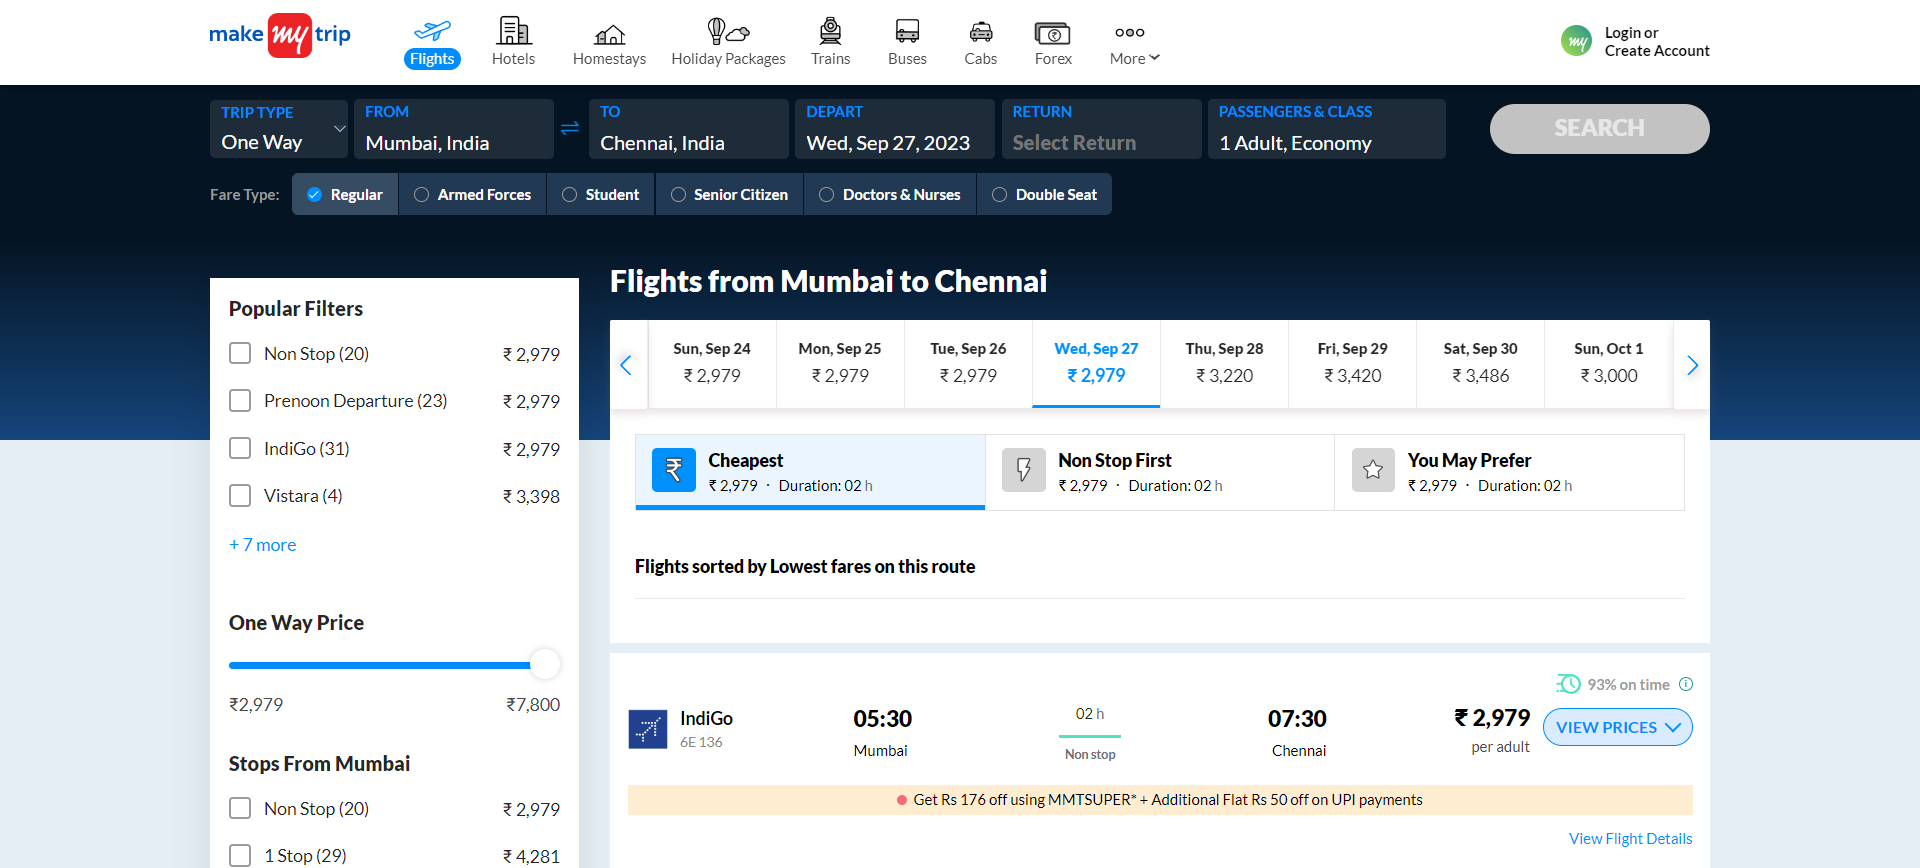 make my trip
Flights
Hotels
Homestays
Holiday Packages
Trains
Buses
Cabs
Forex
More
my
Login or
Create Account
TRIP TYPE
One Way
FROM
Mumbai, India
TO
Chennai, India
DEPART
Wed, Sep 27, 2023
RETURN
Select Return
PASSENGERS & CLASS
1 Adult, Economy
SEARCH
Fare Type:
Regular
Armed Forces
Student
Senior Citizen
Doctors & Nurses
Double Seat
Popular Filters
Non Stop (20) ₹ 2,979
Prenoon Departure (23) ₹ 2,979
IndiGo (31) ₹ 2,979
Vistara (4) ₹ 3,398
+ 7 more
One Way Price
₹2,979 ₹7,800
Stops From Mumbai
Non Stop (20) ₹ 2,979
1 Stop (29) ₹ 4,281
Flights from Mumbai to Chennai
Sun, Sep 24
₹ 2,979
Mon, Sep 25
₹ 2,979
Tue, Sep 26
₹ 2,979
Wed, Sep 27
₹ 2,979
Thu, Sep 28
₹ 3,220
Fri, Sep 29
₹ 3,420
Sat, Sep 30
₹ 3,486
Sun, Oct 1
₹ 3,000
Cheapest
₹ 2,979 · Duration: 02 h
Non Stop First
₹ 2,979 · Duration: 02 h
You May Prefer
₹ 2,979 · Duration: 02 h
Flights sorted by Lowest fares on this route
93% on time
IndiGo
6E 136
05:30
Mumbai
02 h
Non stop
07:30
Chennai
₹ 2,979
per adult
VIEW PRICES
Get Rs 176 off using MMTSUPER* + Additional Flat Rs 50 off on UPI payments
View Flight Details